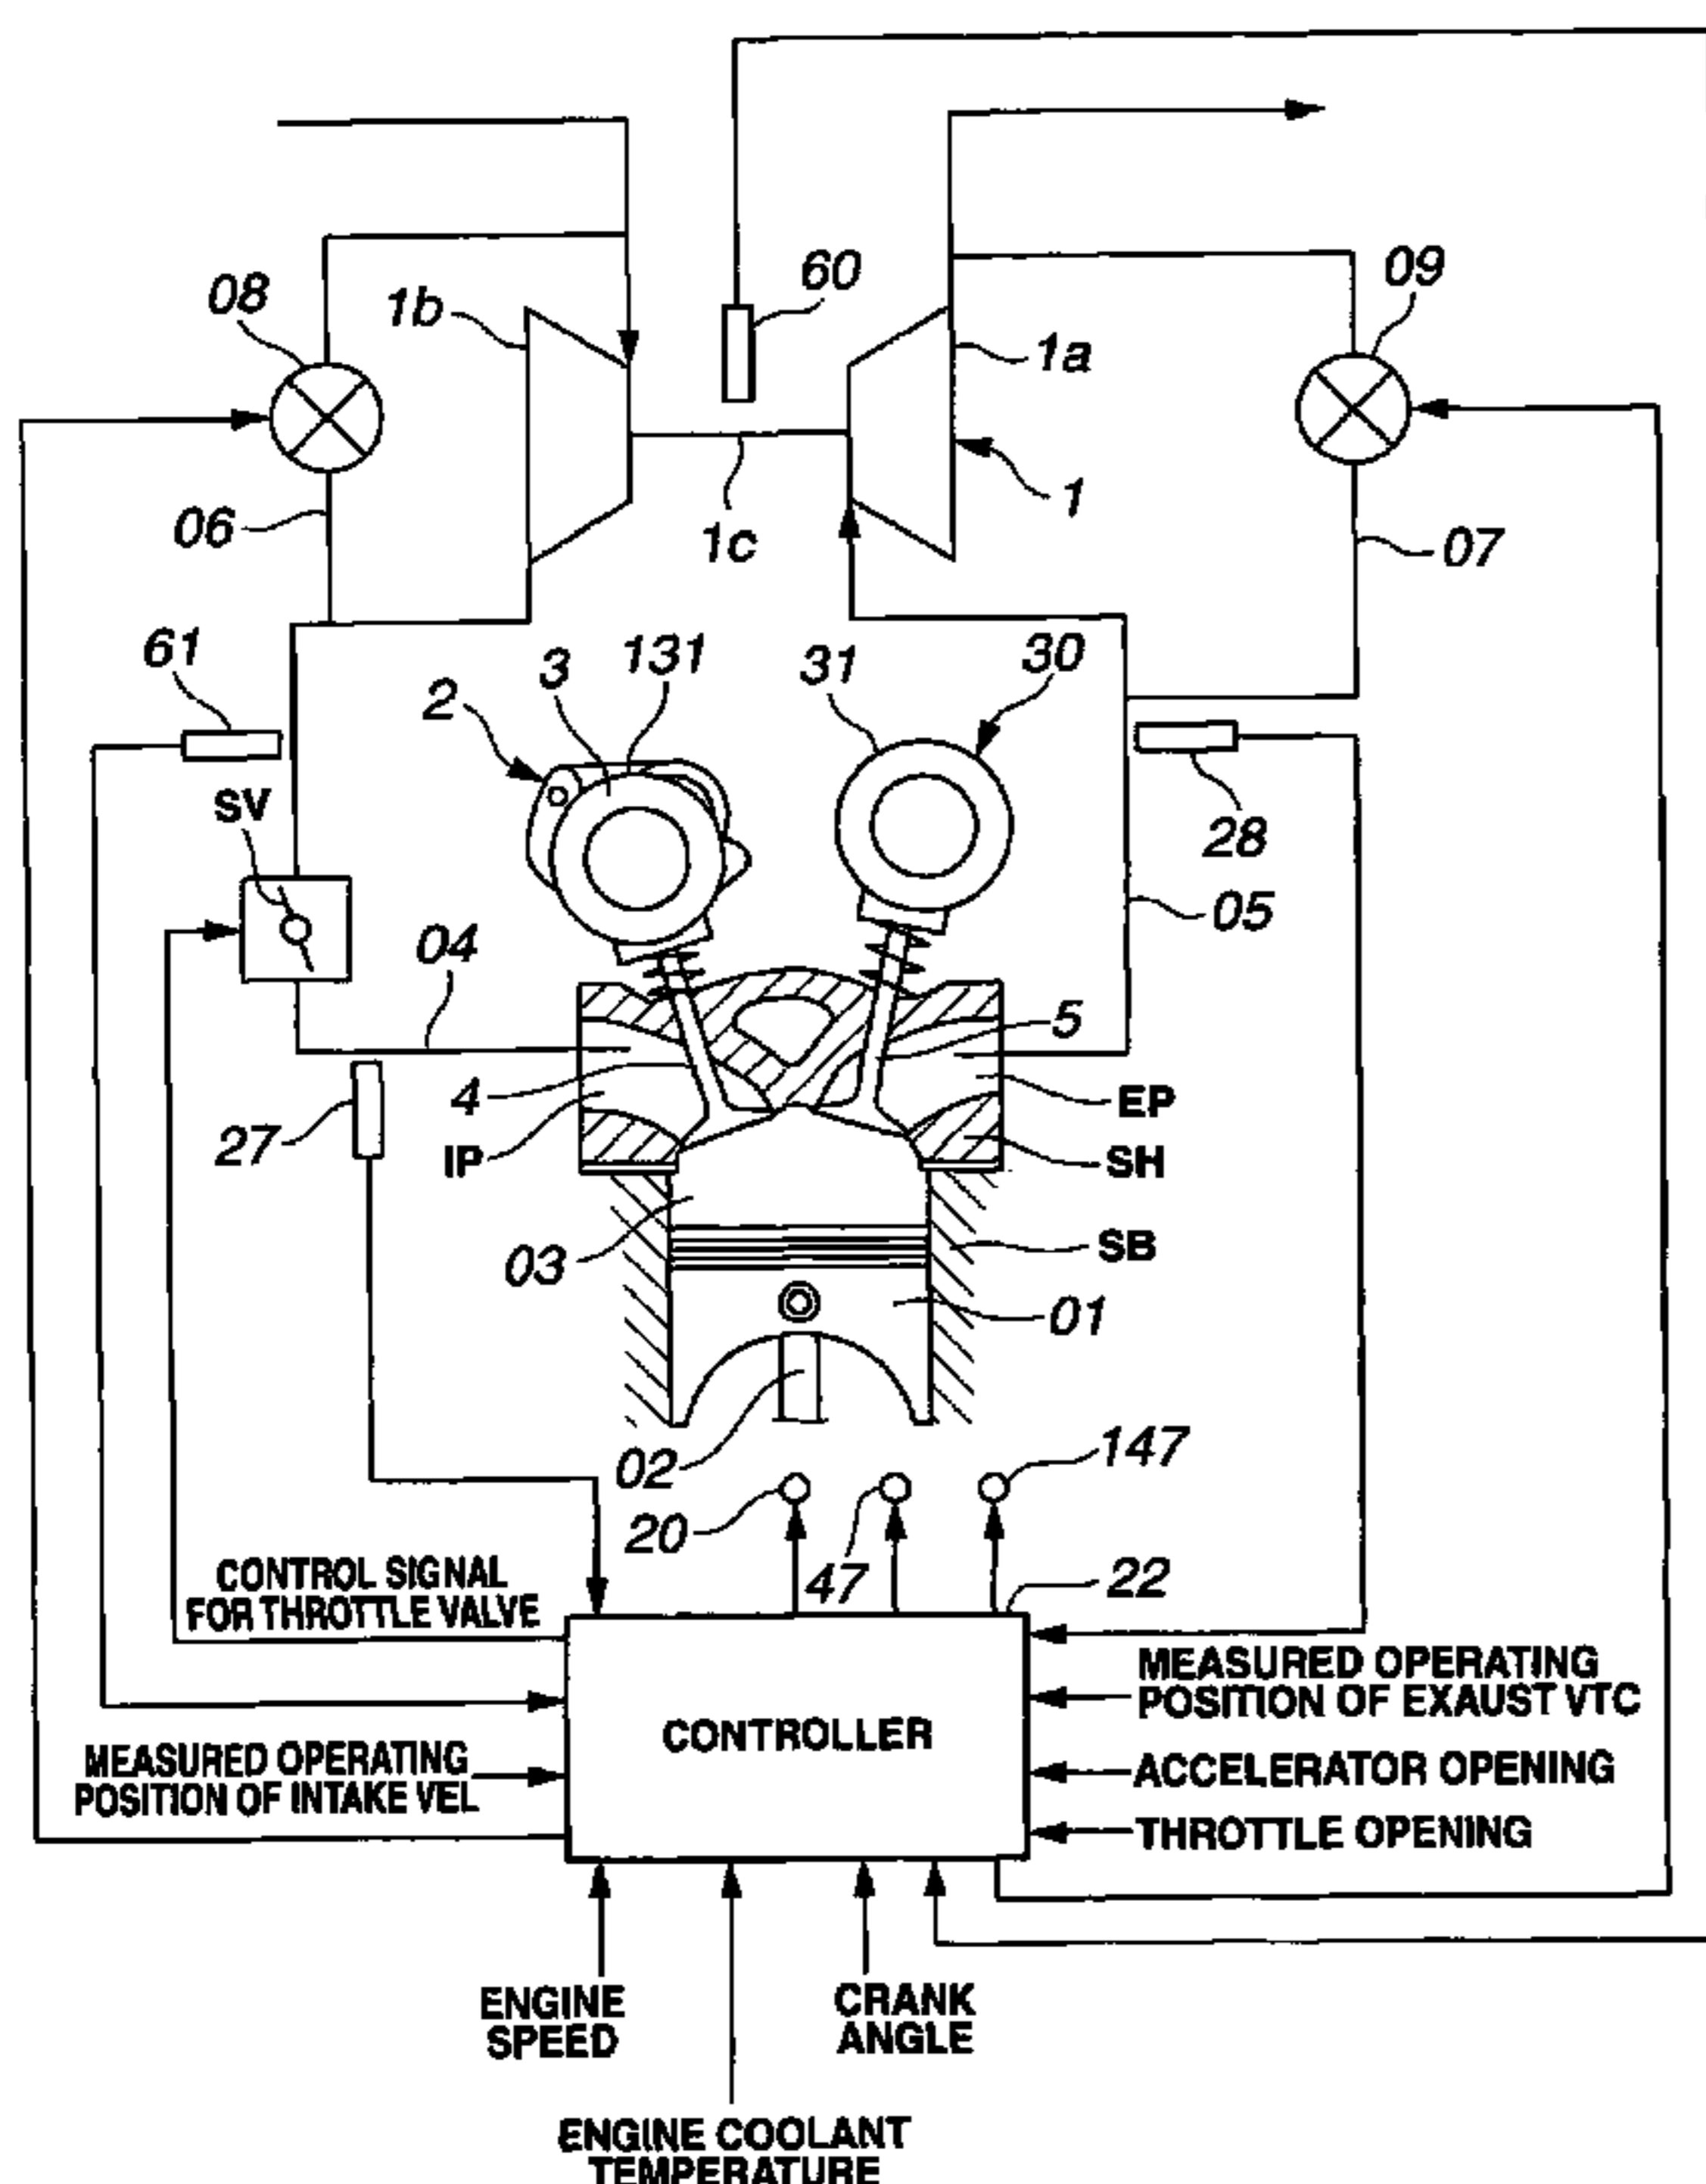 60
09
08
1b
1a
1
06
1c
07
61
3
131
31
30
2
SV
28
05
04
5
4
EP
27
IP
SH
03
SB
01
02
147
20
47
22
CONTROL SIGNAL
FOR THROTTLE VALVE
MEASURED OPERATING
POSITION OF EXAUST VTC
CONTROLLER
MEASURED OPERATING
POSITION OF INTAKE VEL
ACCELERATOR OPENING
THROTTLE OPENING
ENGINE
SPEED
CRANK
ANGLE
ENGINE COOLANT
TEMPERATURE